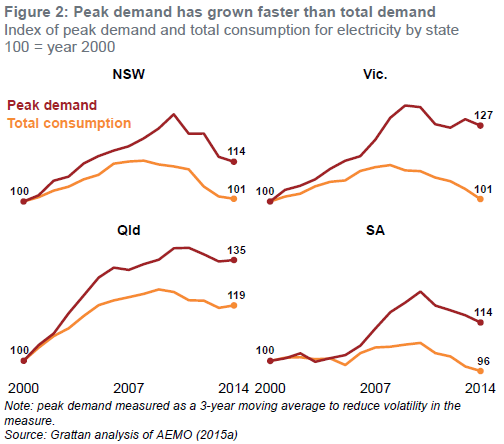 Figure 2: Peak demand has grown faster than total demand
Index of peak demand and total consumption for electricity by state
100 = year 2000
NSW
Peak demand
Total consumption
100
114
101
Vic.
100
127
101
Qld
100
135
119
SA
100
114
96
2000 2007 2014 2000 2007 2014
Note: peak demand measured as a 3-year moving average to reduce volatility in the
measure.
Source: Grattan analysis of AEMO (2015a)